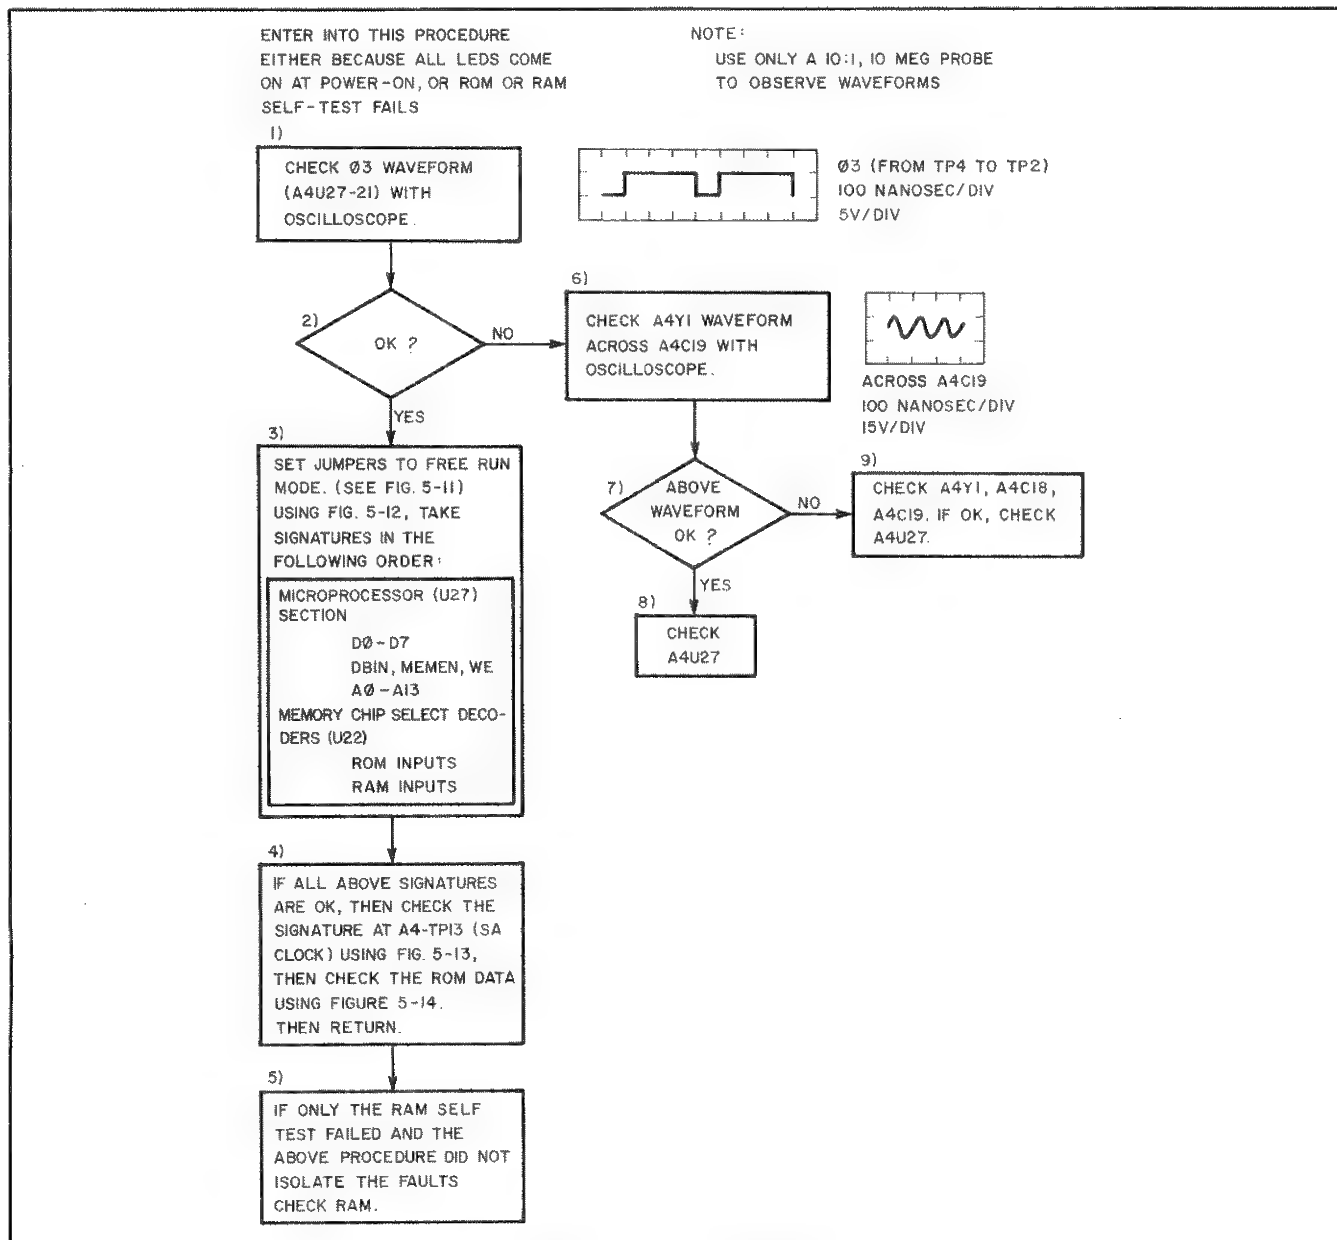 ENTER INTO THIS PROCEDURE
EITHER BECAUSE ALL LEDS COME
ON AT POWER-ON, OR ROM OR RAM
SELF-TEST FAILS
NOTE:
USE ONLY A 10:1, 10 MEG PROBE
TO OBSERVE WAVEFORMS
1)
CHECK Ø3 WAVEFORM
(A4U27-21) WITH
OSCILLOSCOPE.
Ø3 (FROM TP4 TO TP2)
100 NANOSEC/DIV
5V/DIV
2)
OK ?
NO
YES
6)
CHECK A4Y1 WAVEFORM
ACROSS A4C19 WITH
OSCILLOSCOPE.
ACROSS A4C19
100 NANOSEC/DIV
15V/DIV
3)
SET JUMPERS TO FREE RUN
MODE. (SEE FIG. 5-11)
USING FIG. 5-12, TAKE
SIGNATURES IN THE
FOLLOWING ORDER:
MICROPROCESSOR (U27)
SECTION
DØ-D7
DBIN, MEMEN, WE
AØ-A13
MEMORY CHIP SELECT DECO-
DERS (U22)
ROM INPUTS
RAM INPUTS
7)
ABOVE
WAVEFORM
OK ?
NO
YES
9)
CHECK A4Y1, A4C18,
A4C19. IF OK, CHECK
A4U27.
8)
CHECK
A4U27
4)
IF ALL ABOVE SIGNATURES
ARE OK, THEN CHECK THE
SIGNATURE AT A4-TP13 (SA
CLOCK) USING FIG. 5-13,
THEN CHECK THE ROM DATA
USING FIGURE 5-14.
THEN RETURN.
5)
IF ONLY THE RAM SELF
TEST FAILED AND THE
ABOVE PROCEDURE DID NOT
ISOLATE THE FAULTS
CHECK RAM.